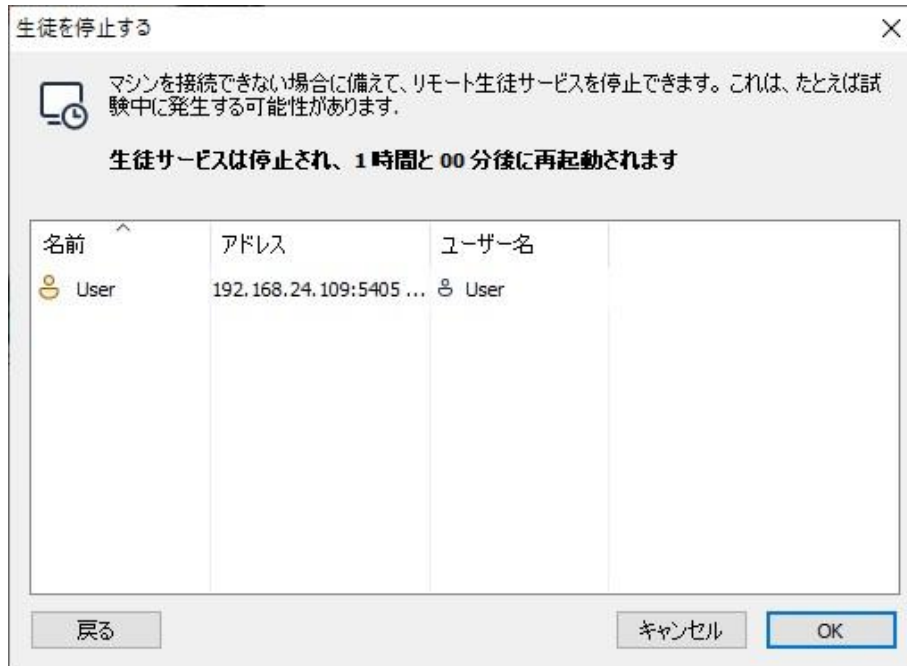 生徒を停止する
マシンを接続できない場合に備えて、リモート生徒サービスを停止できます。これは、たとえば試
験中に発生する可能性があります.
生徒サービスは停止され、1 時間と 00 分後に再起動されます
名前 アドレス ユーザー名
User 192.168.24.109:5405 ... User
戻る キャンセル OK